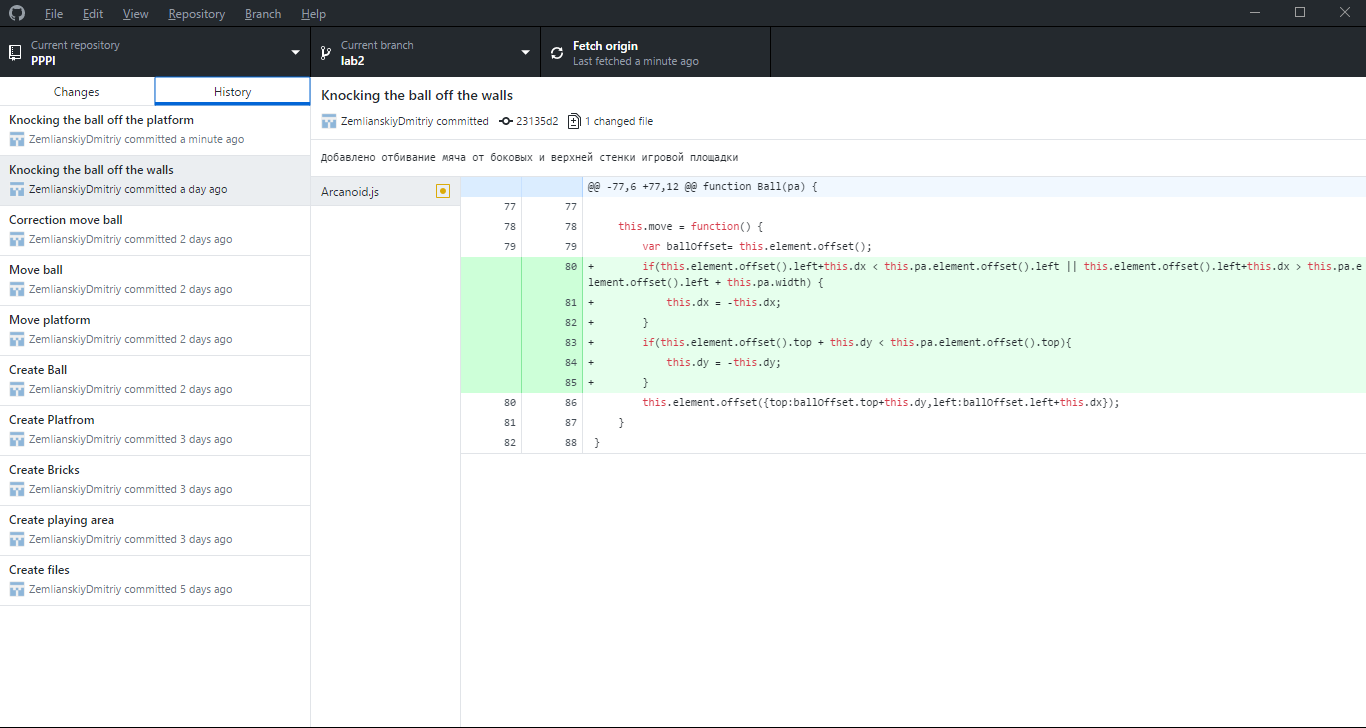 File Edit View Repository Branch Help
Current repository
PPPI
Current branch
lab2
Fetch origin
Last fetched a minute ago
Changes
History
Knocking the ball off the platform
ZemlianskiyDmitriy committed a minute ago
Knocking the ball off the walls
ZemlianskiyDmitriy committed a day ago
Correction move ball
ZemlianskiyDmitriy committed 2 days ago
Move ball
ZemlianskiyDmitriy committed 2 days ago
Move platform
ZemlianskiyDmitriy committed 2 days ago
Create Ball
ZemlianskiyDmitriy committed 2 days ago
Create Platfrom
ZemlianskiyDmitriy committed 3 days ago
Create Bricks
ZemlianskiyDmitriy committed 3 days ago
Create playing area
ZemlianskiyDmitriy committed 3 days ago
Create files
ZemlianskiyDmitriy committed 5 days ago
Knocking the ball off the walls
ZemlianskiyDmitriy committed 23135d2 1 changed file
Добавлено отбивание мяча от боковых и верхней стенки игровой площадки
Arcanoid.js
@@ -77,6 +77,12 @@ function Ball(pa) {
77 77
78 78 this.move = function() {
79 79 var ballOffset= this.element.offset();
80 + if(this.element.offset().left+this.dx < this.pa.element.offset().left || this.element.offset().left+this.dx > this.pa.e
lement.offset().left + this.pa.width) {
81 + this.dx = -this.dx;
82 + }
83 + if(this.element.offset().top + this.dy < this.pa.element.offset().top){
84 + this.dy = -this.dy;
85 + }
80 86 this.element.offset({top:ballOffset.top+this.dy,left:ballOffset.left+this.dx});
81 87 }
82 88 }